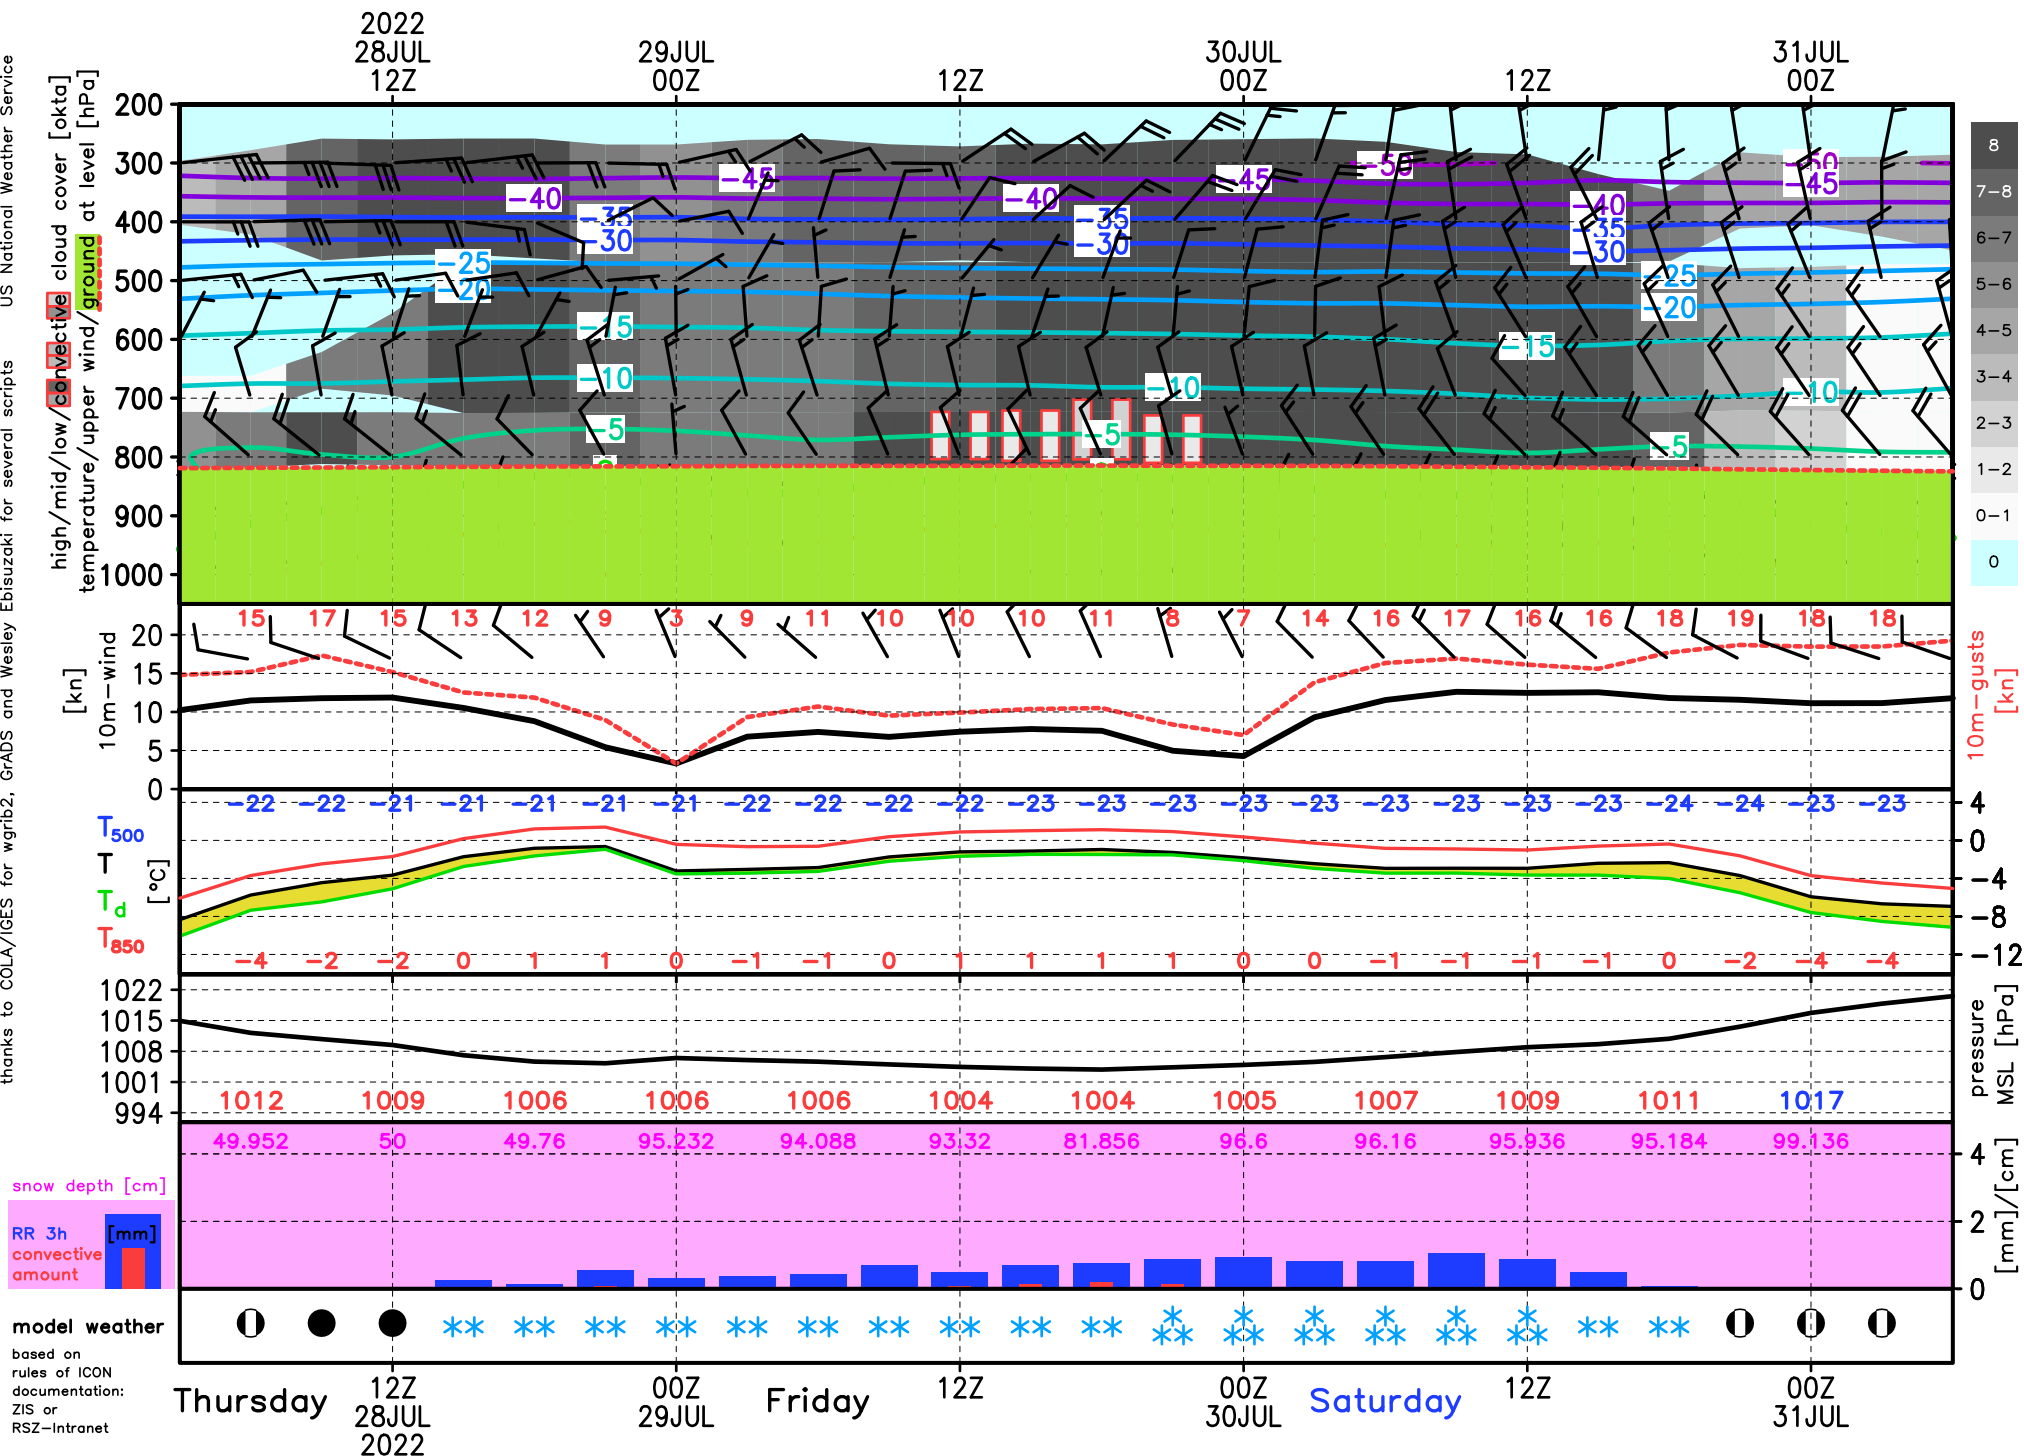 2022
28JUL 29JUL 30JUL 31JUL
12Z 00Z 12Z 00Z 12Z 00Z
thanks to COLA/IGES for wgrib2, GrADS and Wesley Ebisuzaki for several scripts US National Weather Service
high/mid/low/convective cloud cover [okta]
temperature/upper wind/ground at level [hPa]
200
300
400
500
600
700
800
900
1000
-45 -50 -45 -50
-45
-40 -40 -40
-35 -35 -35
-30 -30 -30
-25 -25
-20 -20
-15 -15
-10 -10 -10
-5 -5 -5
8
7-8
6-7
5-6
4-5
3-4
2-3
1-2
0-1
0
15 17 15 13 12 9 3 9 11 10 10 10 11 8 7 14 16 17 16 16 18 19 18 18
10m-wind
[kn]
20
15
10
5
0
10m-gusts
[kn]
-22 -22 -21 -21 -21 -21 -21 -22 -22 -22 -22 -23 -23 -23 -23 -23 -23 -23 -23 -23 -24 -24 -23 -23
T500
T
Td
T850
[°C]
4
0
-4
-8
-12
-4 -2 -2 0 1 1 0 -1 -1 0 1 1 1 1 0 0 -1 -1 -1 -1 0 -2 -4 -4
1022
1015
1008
1001
994
pressure
MSL [hPa]
1012 1009 1006 1006 1006 1004 1004 1005 1007 1009 1011 1017
49.952 50 49.76 95.232 94.088 93.32 81.856 96.6 96.16 95.936 95.184 99.136
snow depth [cm]
RR 3h [mm]
convective
amount
4
2
0
[mm]/[cm]
model weather
based on
rules of ICON
documentation:
ZIS or
RSZ-Intranet
Thursday 12Z 00Z Friday 12Z 00Z Saturday 12Z 00Z
28JUL 29JUL 30JUL 31JUL
2022